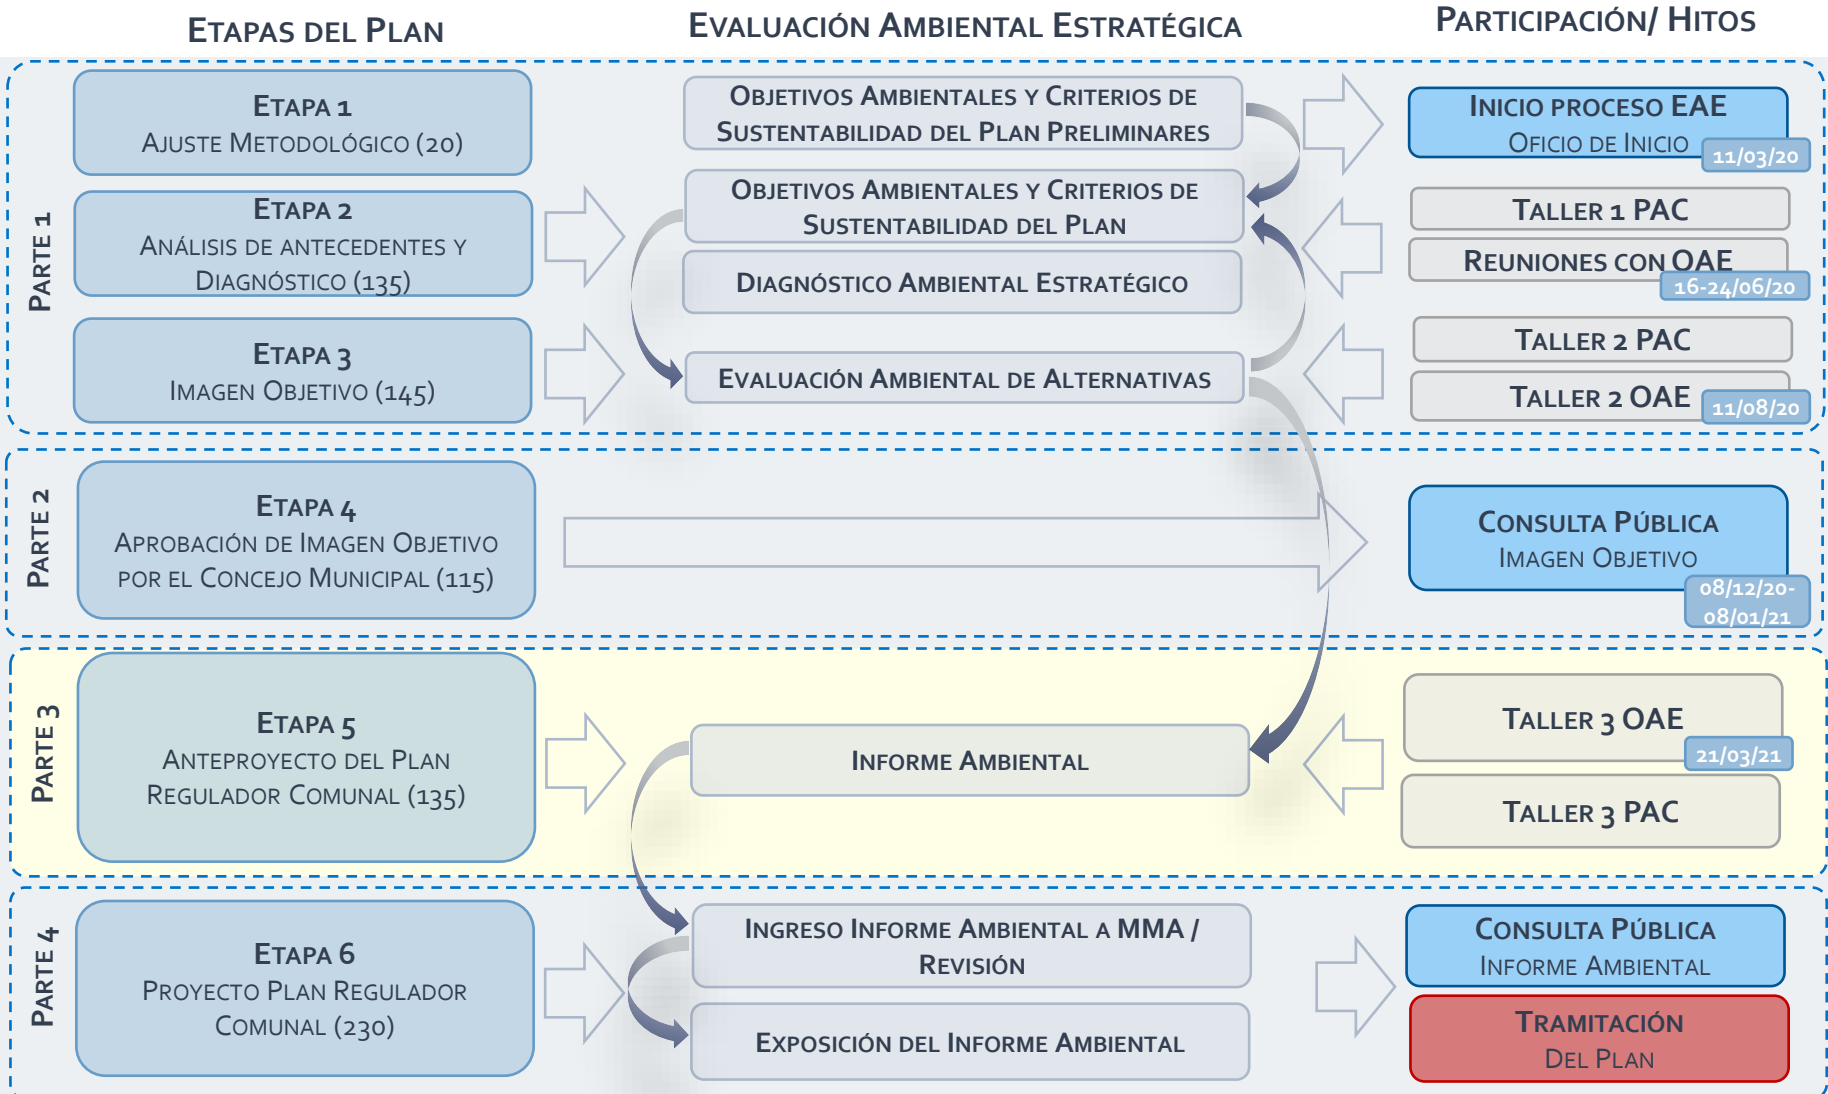 Etapas del Plan
Evaluación Ambiental Estratégica
Participación/ Hitos
Parte 1
Etapa 1
Ajuste Metodológico (20)
Objetivos Ambientales y Criterios de
Sustentabilidad del Plan Preliminares
Inicio proceso EAE
Oficio de Inicio
11/03/20
Etapa 2
Análisis de antecedentes y
Diagnóstico (135)
Objetivos Ambientales y Criterios de
Sustentabilidad del Plan
Diagnóstico Ambiental Estratégico
Taller 1 PAC
Reuniones con OAE
16-24/06/20
Etapa 3
Imagen Objetivo (145)
Evaluación Ambiental de Alternativas
Taller 2 PAC
Taller 2 OAE
11/08/20
Parte 2
Etapa 4
Aprobación de Imagen Objetivo
por el Concejo Municipal (115)
Consulta Pública
Imagen Objetivo
08/12/20-
08/01/21
Parte 3
Etapa 5
Anteproyecto del Plan
Regulador Comunal (135)
Informe Ambiental
Taller 3 OAE
21/03/21
Taller 3 PAC
Parte 4
Etapa 6
Proyecto Plan Regulador
Comunal (230)
Ingreso Informe Ambiental a MMA /
Revisión
Exposición del Informe Ambiental
Consulta Pública
Informe Ambiental
Tramitación
Del Plan